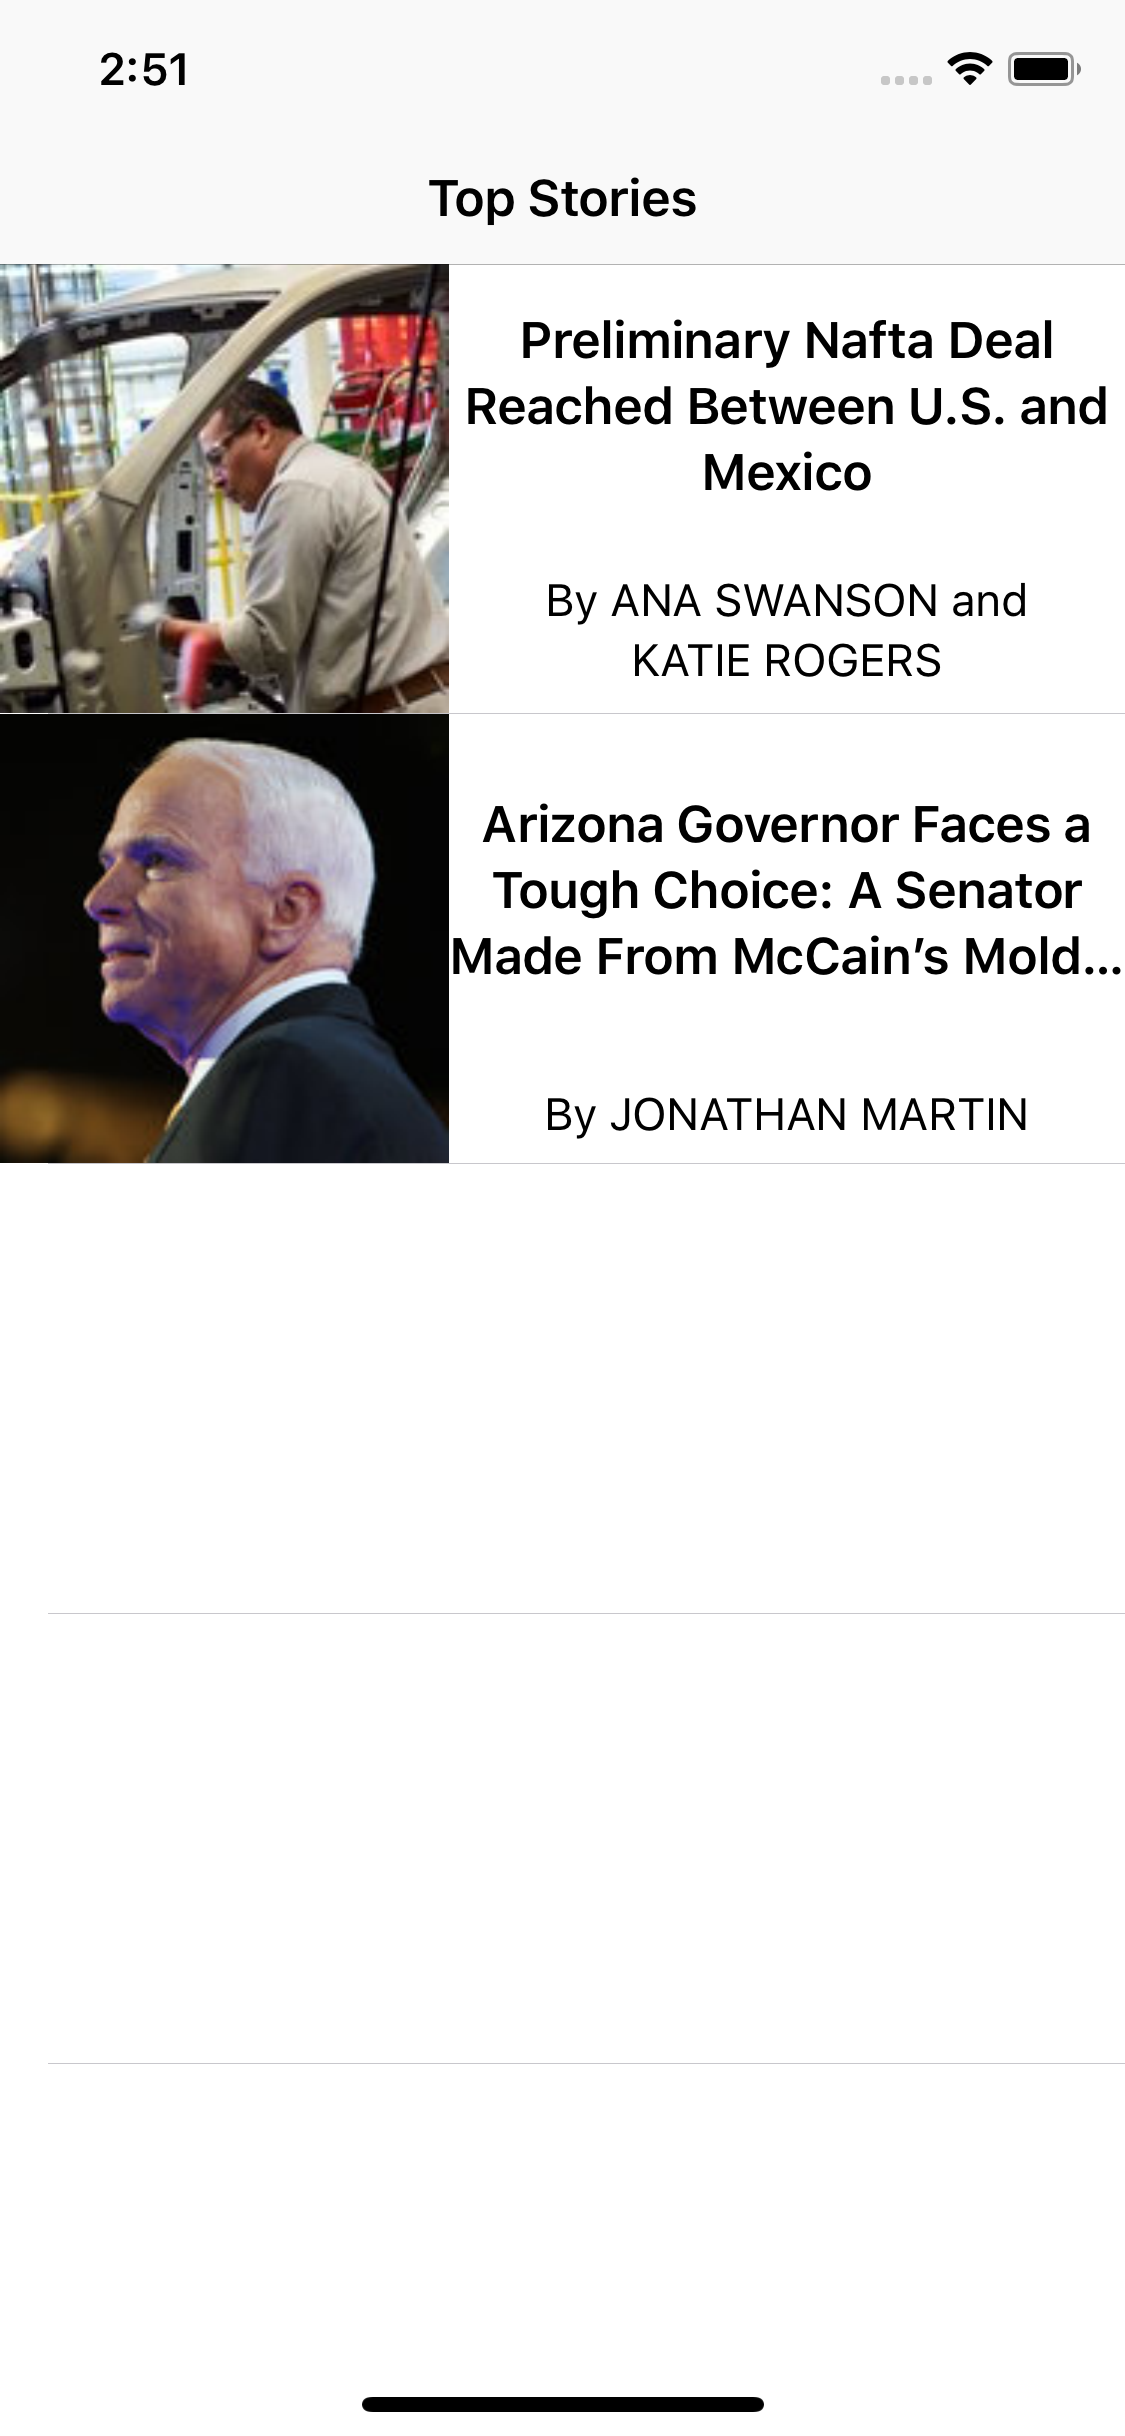 2:51
Top Stories
Preliminary Nafta Deal
Reached Between U.S. and
Mexico
By ANA SWANSON and
KATIE ROGERS
Arizona Governor Faces a
Tough Choice: A Senator
Made From McCain’s Mold...
By JONATHAN MARTIN